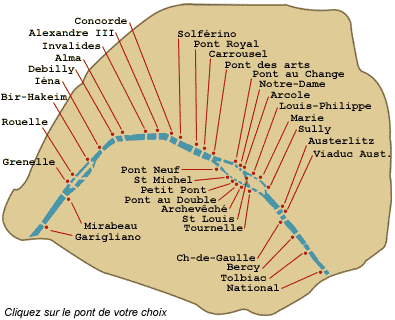 Concorde
Alexandre III
Invalides
Alma
Debilly
Iéna
Bir-Hakeim
Rouelle
Grenelle
Solférino
Pont Royal
Carrousel
Pont des arts
Pont au Change
Notre-Dame
Arcole
Louis-Philippe
Marie
Sully
Austerlitz
Viaduc Aust.
Pont Neuf
St Michel
Petit Pont
Pont au Double
Archevêché
St Louis
Tournelle
Mirabeau
Garigliano
Ch-de-Gaulle
Bercy
Tolbiac
National
Cliquez sur le pont de votre choix